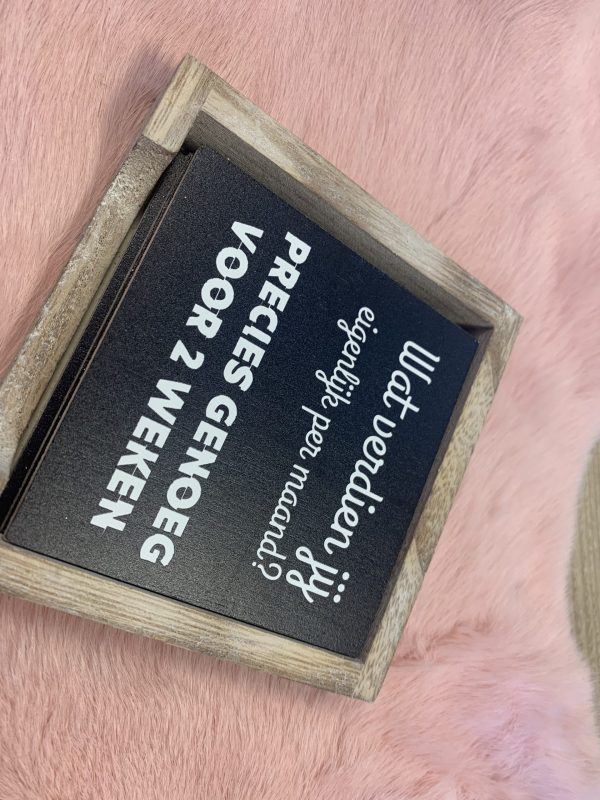 Wat verdien jij
eigenlijk per maand?
PRECIES GENOEG
VOOR 2 WEKEN